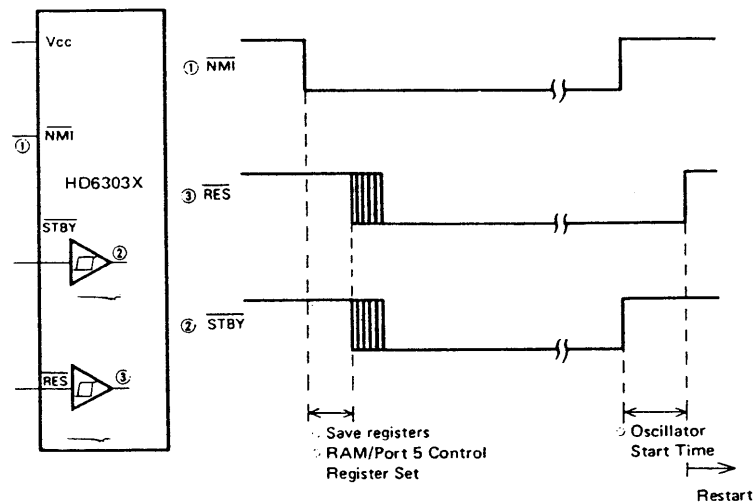 Vcc
① NMI
HD6303X
STBY
②
RES
③
① NMI
③ RES
② STBY
Save registers
RAM/Port 5 Control
Register Set
Oscillator
Start Time
Restart